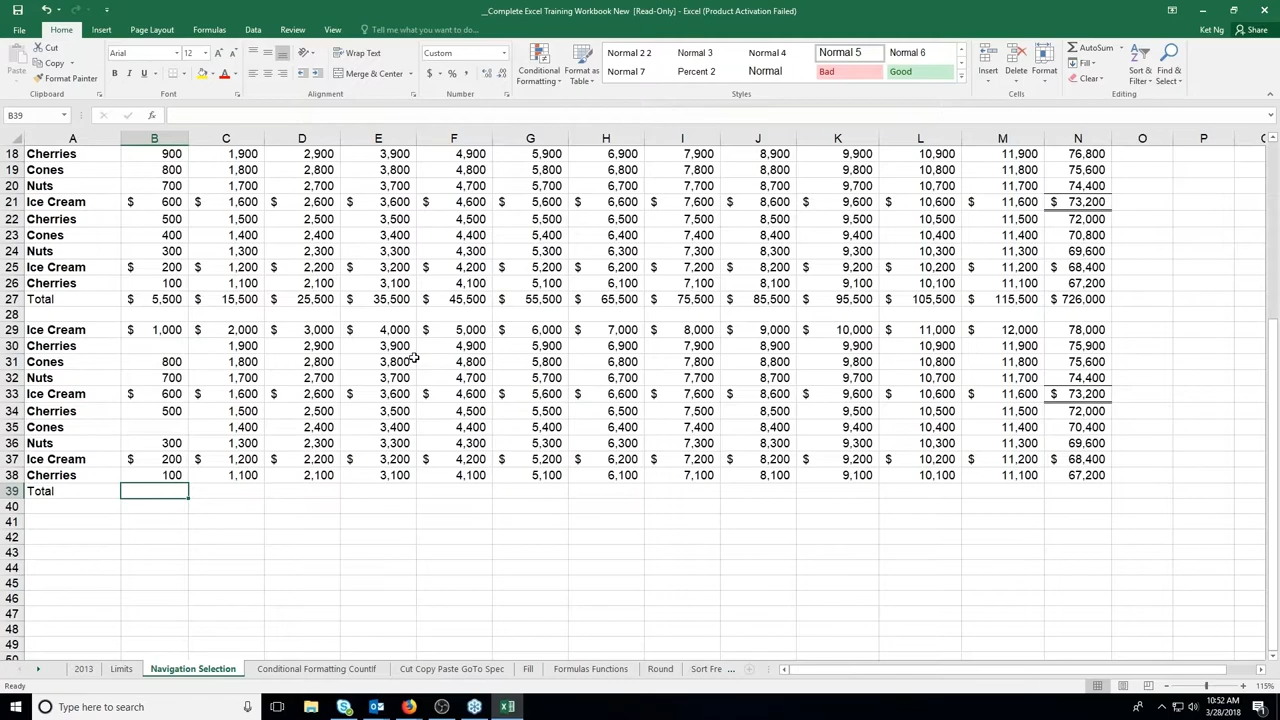 __Complete Excel Training Workbook New [Read-Only] - Excel (Product Activation Failed)
File Home Insert Page Layout Formulas Data Review View Tell me what you want to do... Ket Ng Share
Paste Cut Copy Format Painter Clipboard
Arial 12 Font
Wrap Text Merge & Center Alignment
Custom Number
Conditional Formatting Format as Table
Normal 2 2 Normal 3 Normal 4 Normal 5 Normal 6
Normal 7 Percent 2 Normal Bad Good
Styles
Insert Delete Format Cells
AutoSum Fill Clear Sort & Filter Find & Select Editing
B39
A B C D E F G H I J K L M N O P
18 Cherries 900 1,900 2,900 3,900 4,900 5,900 6,900 7,900 8,900 9,900 10,900 11,900 76,800
19 Cones 800 1,800 2,800 3,800 4,800 5,800 6,800 7,800 8,800 9,800 10,800 11,800 75,600
20 Nuts 700 1,700 2,700 3,700 4,700 5,700 6,700 7,700 8,700 9,700 10,700 11,700 74,400
21 Ice Cream $ 600 $ 1,600 $ 2,600 $ 3,600 $ 4,600 $ 5,600 $ 6,600 $ 7,600 $ 8,600 $ 9,600 $ 10,600 $ 11,600 $ 73,200
22 Cherries 500 1,500 2,500 3,500 4,500 5,500 6,500 7,500 8,500 9,500 10,500 11,500 72,000
23 Cones 400 1,400 2,400 3,400 4,400 5,400 6,400 7,400 8,400 9,400 10,400 11,400 70,800
24 Nuts 300 1,300 2,300 3,300 4,300 5,300 6,300 7,300 8,300 9,300 10,300 11,300 69,600
25 Ice Cream $ 200 $ 1,200 $ 2,200 $ 3,200 $ 4,200 $ 5,200 $ 6,200 $ 7,200 $ 8,200 $ 9,200 $ 10,200 $ 11,200 $ 68,400
26 Cherries 100 1,100 2,100 3,100 4,100 5,100 6,100 7,100 8,100 9,100 10,100 11,100 67,200
27 Total $ 5,500 $ 15,500 $ 25,500 $ 35,500 $ 45,500 $ 55,500 $ 65,500 $ 75,500 $ 85,500 $ 95,500 $ 105,500 $ 115,500 $ 726,000
28
29 Ice Cream $ 1,000 $ 2,000 $ 3,000 $ 4,000 $ 5,000 $ 6,000 $ 7,000 $ 8,000 $ 9,000 $ 10,000 $ 11,000 $ 12,000 78,000
30 Cherries 1,900 2,900 3,900 4,900 5,900 6,900 7,900 8,900 9,900 10,900 11,900 75,900
31 Cones 800 1,800 2,800 3,800 4,800 5,800 6,800 7,800 8,800 9,800 10,800 11,800 75,600
32 Nuts 700 1,700 2,700 3,700 4,700 5,700 6,700 7,700 8,700 9,700 10,700 11,700 74,400
33 Ice Cream $ 600 $ 1,600 $ 2,600 $ 3,600 $ 4,600 $ 5,600 $ 6,600 $ 7,600 $ 8,600 $ 9,600 $ 10,600 $ 11,600 $ 73,200
34 Cherries 500 1,500 2,500 3,500 4,500 5,500 6,500 7,500 8,500 9,500 10,500 11,500 72,000
35 Cones 1,400 2,400 3,400 4,400 5,400 6,400 7,400 8,400 9,400 10,400 11,400 70,400
36 Nuts 300 1,300 2,300 3,300 4,300 5,300 6,300 7,300 8,300 9,300 10,300 11,300 69,600
37 Ice Cream $ 200 $ 1,200 $ 2,200 $ 3,200 $ 4,200 $ 5,200 $ 6,200 $ 7,200 $ 8,200 $ 9,200 $ 10,200 $ 11,200 $ 68,400
38 Cherries 100 1,100 2,100 3,100 4,100 5,100 6,100 7,100 8,100 9,100 10,100 11,100 67,200
39 Total
40
41
42
43
44
45
46
47
48
49
2013 Limits Navigation Selection Conditional Formatting CountIf Cut Copy Paste GoTo Spec Fill Formulas Functions Round Sort Fre ...
Ready 115%
Type here to search 10:52 AM
3/28/2018